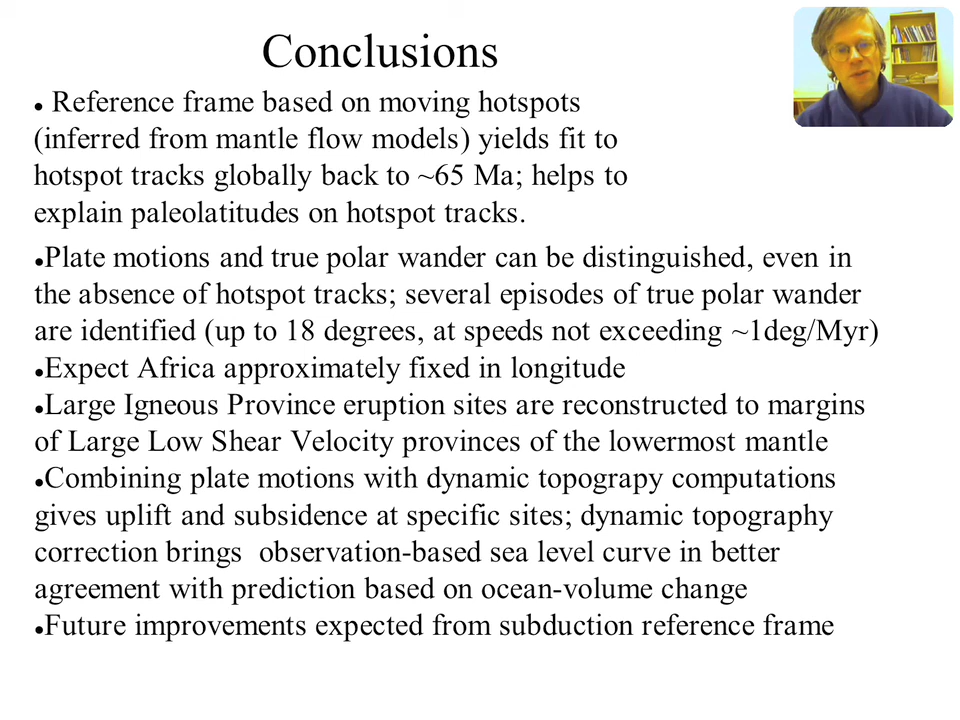 Conclusions
● Reference frame based on moving hotspots
(inferred from mantle flow models) yields fit to
hotspot tracks globally back to ~65 Ma; helps to
explain paleolatitudes on hotspot tracks.
●Plate motions and true polar wander can be distinguished, even in
the absence of hotspot tracks; several episodes of true polar wander
are identified (up to 18 degrees, at speeds not exceeding ~1deg/Myr)
●Expect Africa approximately fixed in longitude
●Large Igneous Province eruption sites are reconstructed to margins
of Large Low Shear Velocity provinces of the lowermost mantle
●Combining plate motions with dynamic topograpy computations
gives uplift and subsidence at specific sites; dynamic topography
correction brings  observation-based sea level curve in better
agreement with prediction based on ocean-volume change
●Future improvements expected from subduction reference frame